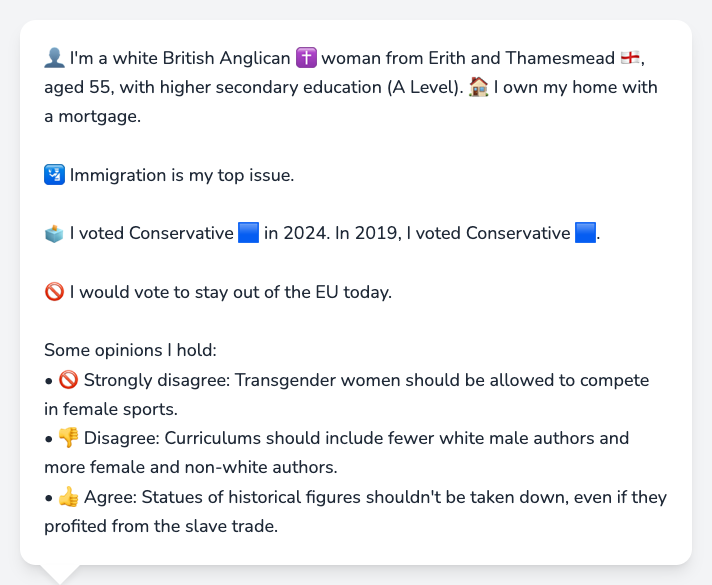 👤 I'm a white British Anglican ✝️ woman from Erith and Thamesmead 🏴󠁧󠁢󠁥󠁮󠁧󠁿,
aged 55, with higher secondary education (A Level). 🏠 I own my home with
a mortgage.
🛂 Immigration is my top issue.
🗳️ I voted Conservative 🟦 in 2024. In 2019, I voted Conservative 🟦.
🚫 I would vote to stay out of the EU today.
Some opinions I hold:
• 🚫 Strongly disagree: Transgender women should be allowed to compete
in female sports.
• 👎 Disagree: Curriculums should include fewer white male authors and
more female and non-white authors.
• 👍 Agree: Statues of historical figures shouldn't be taken down, even if they
profited from the slave trade.